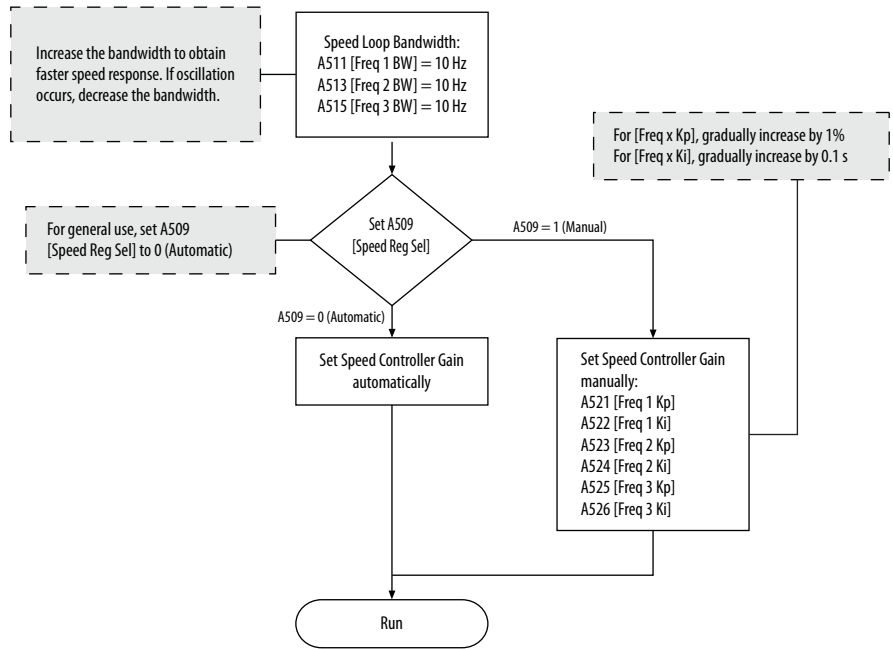 Increase the bandwidth to obtain
faster speed response. If oscillation
occurs, decrease the bandwidth.
Speed Loop Bandwidth:
A511 [Freq 1 BW] = 10 Hz
A513 [Freq 2 BW] = 10 Hz
A515 [Freq 3 BW] = 10 Hz
For [Freq x Kp], gradually increase by 1%
For [Freq x Ki], gradually increase by 0.1 s
For general use, set A509
[Speed Reg Sel] to 0 (Automatic)
Set A509
[Speed Reg Sel]
A509 = 1 (Manual)
A509 = 0 (Automatic)
Set Speed Controller Gain
automatically
Set Speed Controller Gain
manually:
A521 [Freq 1 Kp]
A522 [Freq 1 Ki]
A523 [Freq 2 Kp]
A524 [Freq 2 Ki]
A525 [Freq 3 Kp]
A526 [Freq 3 Ki]
Run